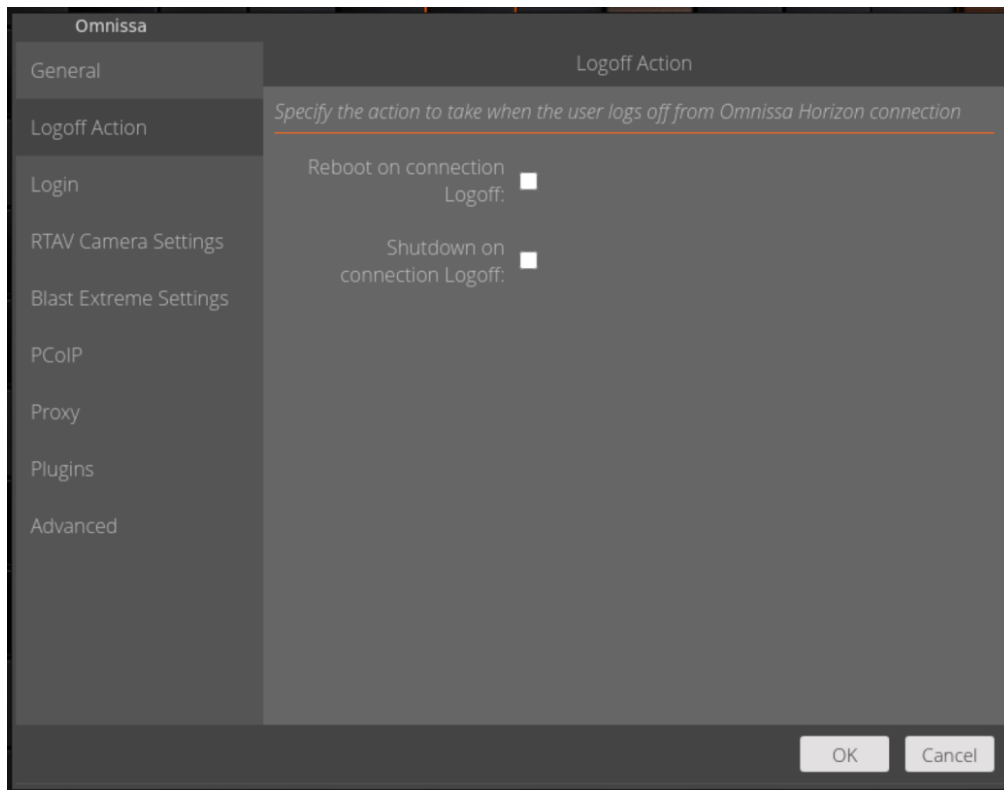 Omnissa
General
Logoff Action
Login
RTAV Camera Settings
Blast Extreme Settings
PCoIP
Proxy
Plugins
Advanced
Logoff Action
Specify the action to take when the user logs off from Omnissa Horizon connection
Reboot on connection
Logoff:
Shutdown on
connection Logoff:
OK
Cancel